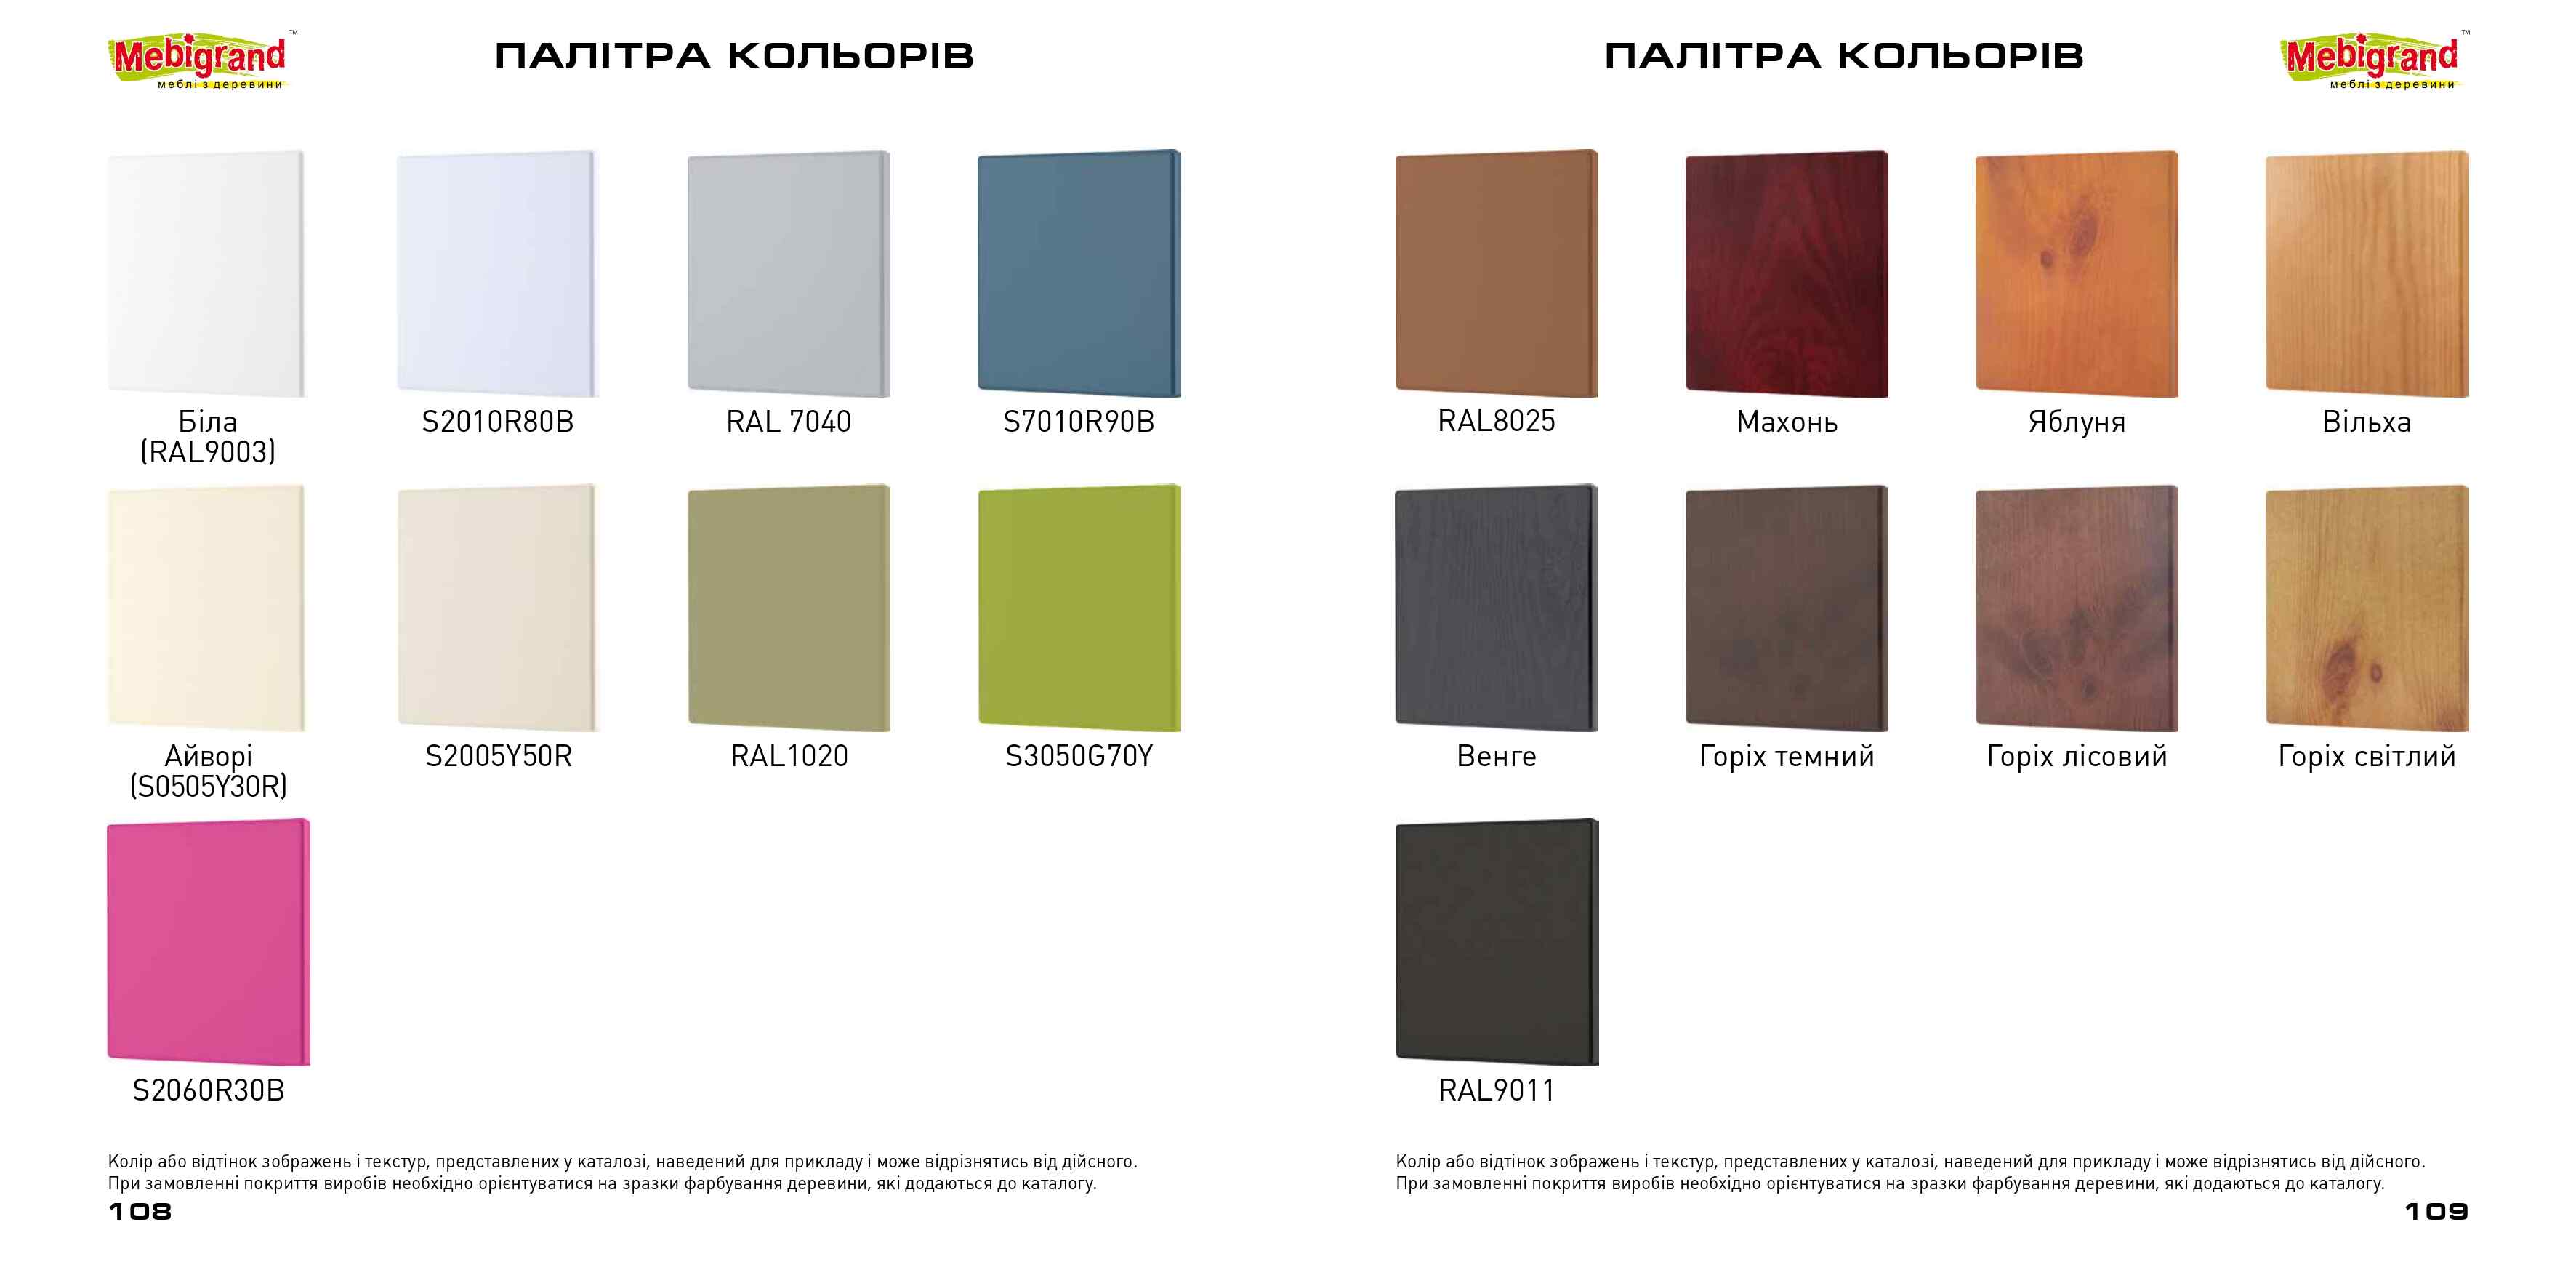 Mebigrand™
меблі з деревини
ПАЛІТРА КОЛЬОРІВ
Біла
(RAL9003)
S2010R80B
RAL 7040
S7010R90B
Айворі
(S0505Y30R)
S2005Y50R
RAL1020
S3050G70Y
S2060R30B
Колір або відтінок зображень і текстур, представлених у каталозі, наведений для прикладу і може відрізнятись від дійсного.
При замовленні покриття виробів необхідно орієнтуватися на зразки фарбування деревини, які додаються до каталогу.
108
ПАЛІТРА КОЛЬОРІВ
Mebigrand™
меблі з деревини
RAL8025
Махонь
Яблуня
Вільха
Венге
Горіх темний
Горіх лісовий
Горіх світлий
RAL9011
Колір або відтінок зображень і текстур, представлених у каталозі, наведений для прикладу і може відрізнятись від дійсного.
При замовленні покриття виробів необхідно орієнтуватися на зразки фарбування деревини, які додаються до каталогу.
109